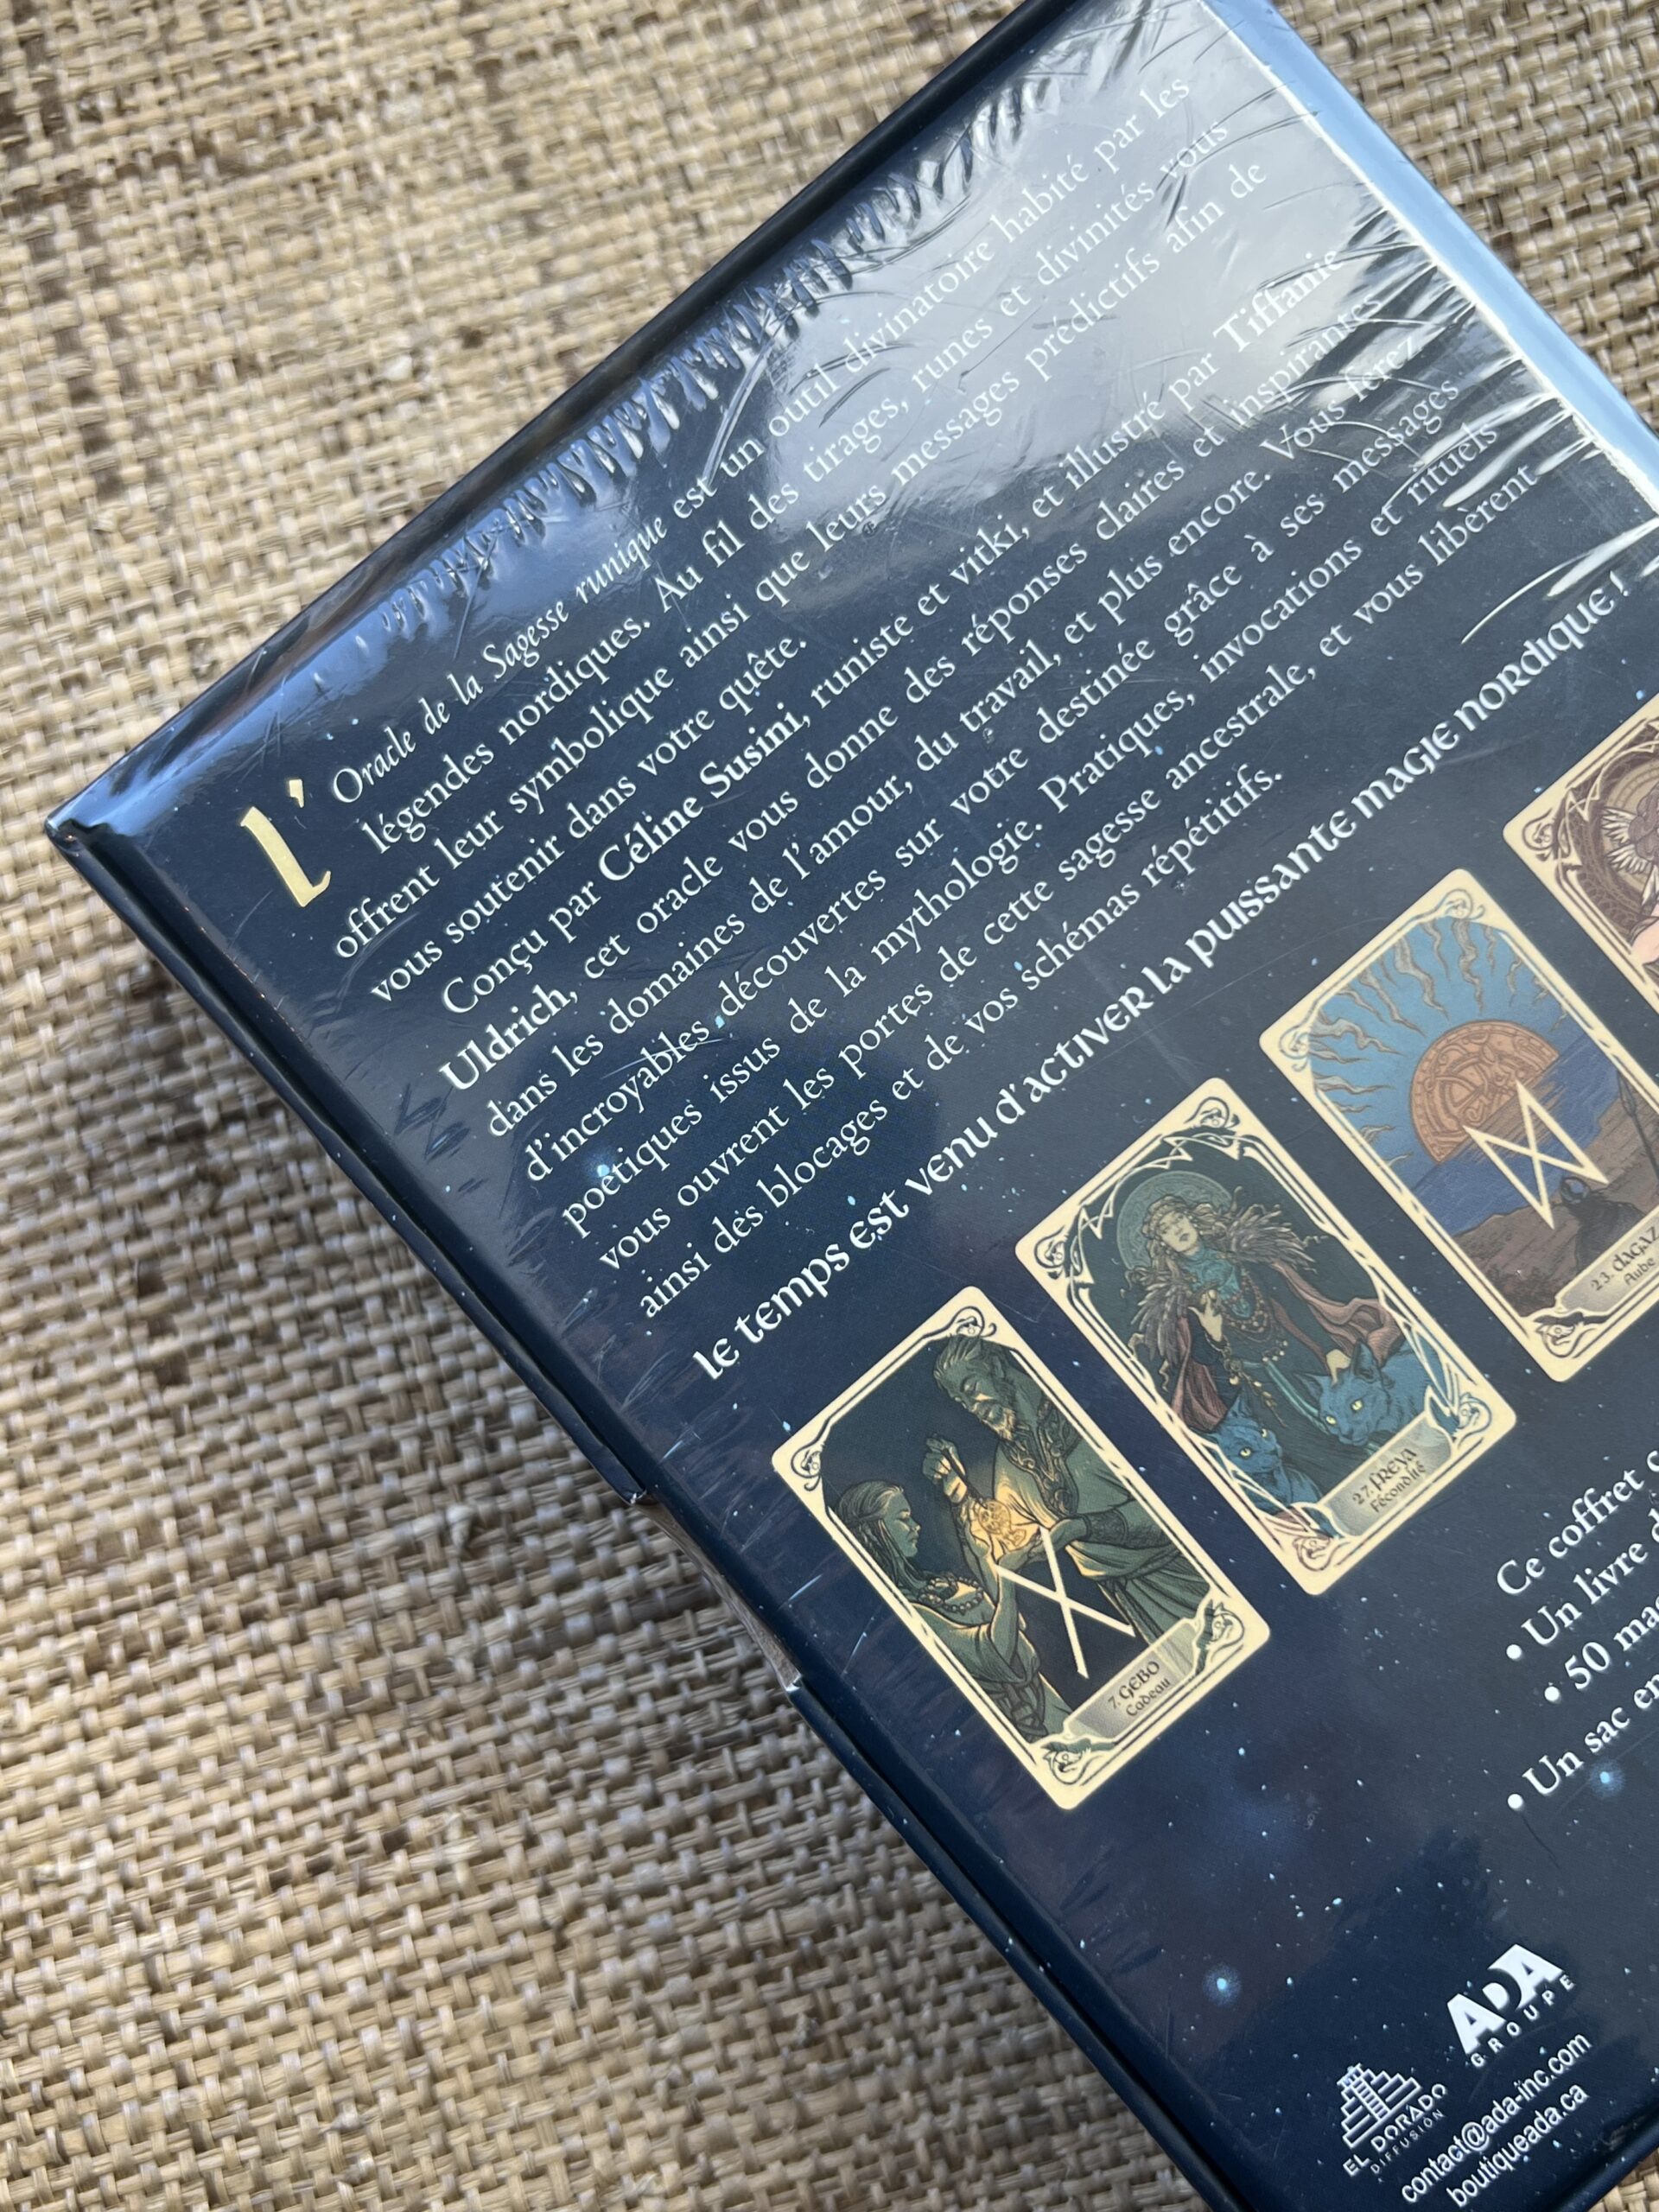 L'Oracle de la Sagesse runique est un outil divinatoire habité par les
légendes nordiques. Au fil des tirages, runes et divinités vous
offrent leur symbolique ainsi que leurs messages prédictifs afin de
vous soutenir dans votre quête.
Conçu par Céline Susini, runiste et vitki, et illustré par Tiffanie
Uldrich, cet oracle vous donne des réponses claires et inspirantes
dans les domaines de l'amour, du travail, et plus encore. Vous ferez
d'incroyables découvertes sur votre destinée grâce à ses messages
poétiques issus de la mythologie. Pratiques, invocations et rituels
vous ouvrent les portes de cette sagesse ancestrale, et vous libèrent
ainsi des blocages et de vos schémas répétitifs.
Le temps est venu d'activer la puissante magie nordique !
7. GEBO
Cadeau
27. FREYA
Fécondité
23. DAGAZ
Aube
Ce coffret
• Un livre
• 50
• Un sac en
EL DORADO
DIFFUSION
ADA
GROUPE
contact@ada-inc.com
boutiqueada.ca